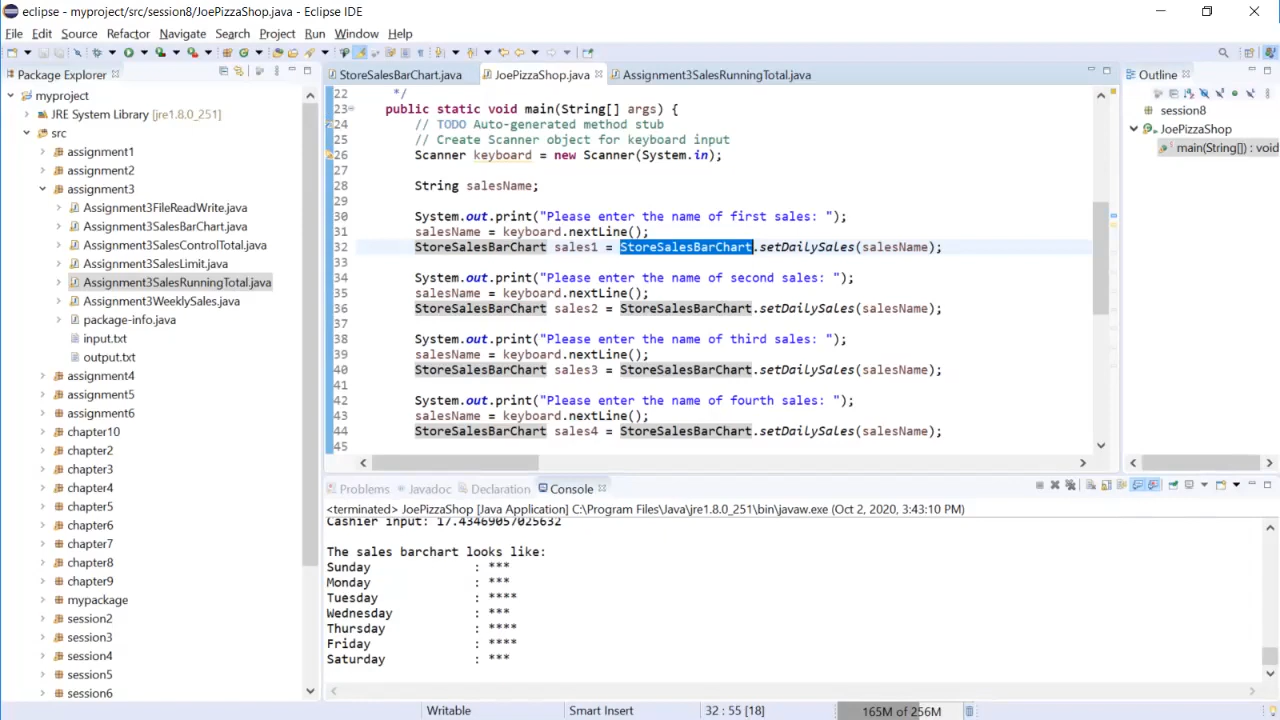 eclipse - myproject/src/session8/JoePizzaShop.java - Eclipse IDE
File Edit Source Refactor Navigate Search Project Run Window Help
Package Explorer
myproject
JRE System Library [jre1.8.0_251]
src
assignment1
assignment2
assignment3
Assignment3FileReadWrite.java
Assignment3SalesBarChart.java
Assignment3SalesControlTotal.java
Assignment3SalesLimit.java
Assignment3SalesRunningTotal.java
Assignment3WeeklySales.java
package-info.java
input.txt
output.txt
assignment4
assignment5
assignment6
chapter10
chapter2
chapter3
chapter4
chapter5
chapter6
chapter7
chapter8
chapter9
mypackage
session2
session3
session4
session5
session6
StoreSalesBarChart.java JoePizzaShop.java Assignment3SalesRunningTotal.java
22 */
23 public static void main(String[] args) {
24 // TODO Auto-generated method stub
25 // Create Scanner object for keyboard input
26 Scanner keyboard = new Scanner(System.in);
27
28 String salesName;
29
30 System.out.print("Please enter the name of first sales: ");
31 salesName = keyboard.nextLine();
32 StoreSalesBarChart sales1 = StoreSalesBarChart.setDailySales(salesName);
33
34 System.out.print("Please enter the name of second sales: ");
35 salesName = keyboard.nextLine();
36 StoreSalesBarChart sales2 = StoreSalesBarChart.setDailySales(salesName);
37
38 System.out.print("Please enter the name of third sales: ");
39 salesName = keyboard.nextLine();
40 StoreSalesBarChart sales3 = StoreSalesBarChart.setDailySales(salesName);
41
42 System.out.print("Please enter the name of fourth sales: ");
43 salesName = keyboard.nextLine();
44 StoreSalesBarChart sales4 = StoreSalesBarChart.setDailySales(salesName);
45
Outline
session8
JoePizzaShop
main(String[]) : void
Problems Javadoc Declaration Console
<terminated> JoePizzaShop [Java Application] C:\Program Files\Java\jre1.8.0_251\bin\javaw.exe (Oct 2, 2020, 3:43:10 PM)
Cashier input: 17.43469057025632
The sales barchart looks like:
Sunday : ***
Monday : ***
Tuesday : ****
Wednesday : ***
Thursday : ****
Friday : ****
Saturday : ***
Writable Smart Insert 32 : 55 [18] 165M of 256M